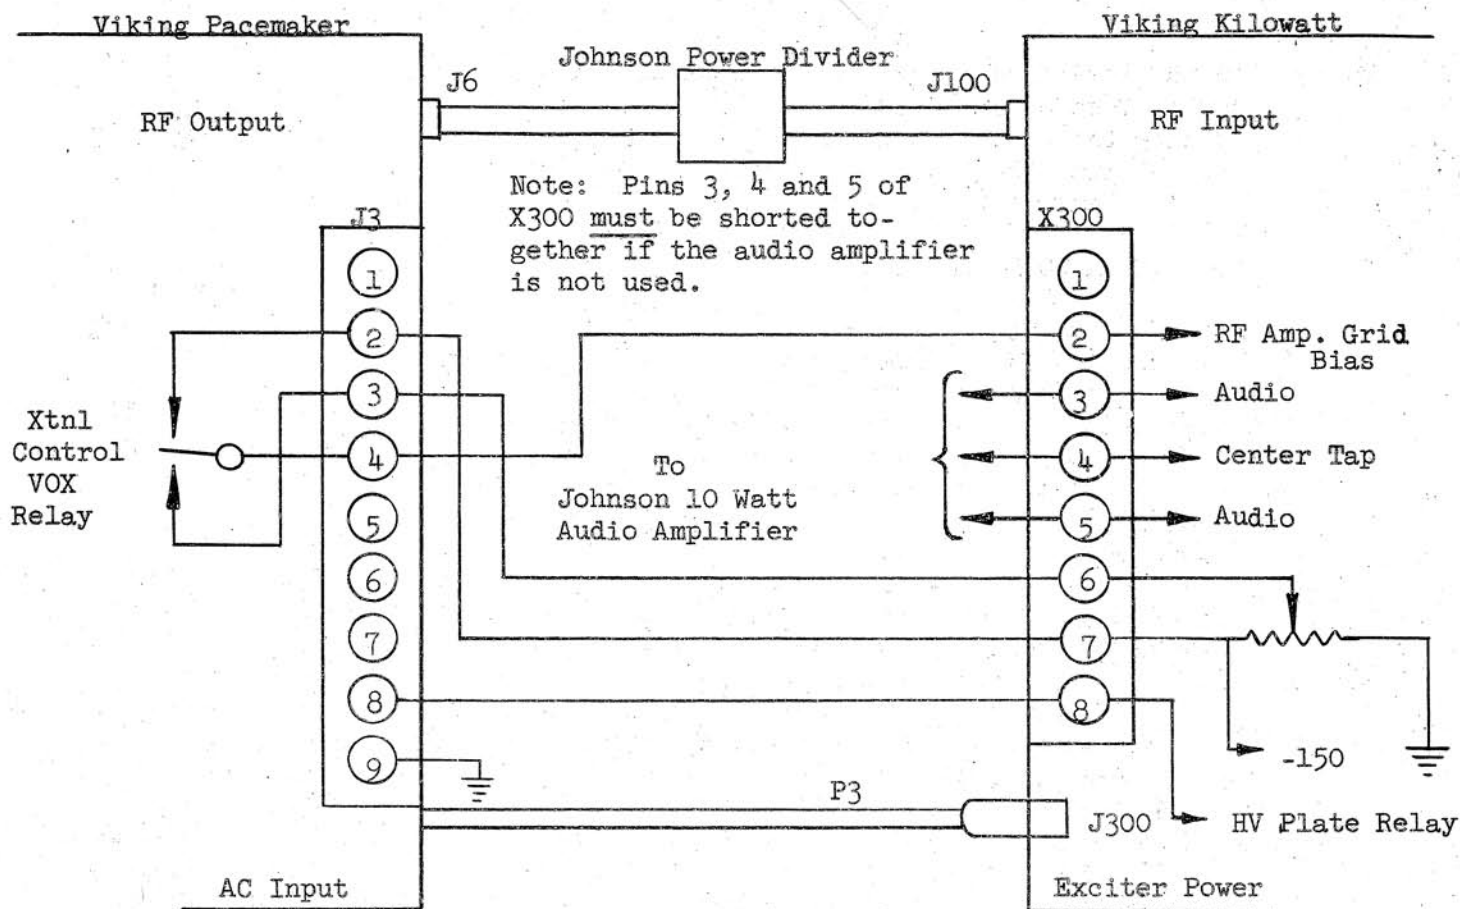 Viking Pacemaker
Viking Kilowatt
Johnson Power Divider
J6
J100
RF Output
RF Input
Note: Pins 3, 4 and 5 of
X300 must be shorted to-
gether if the audio amplifier
is not used.
J3
X300
1
2
3
4
5
6
7
8
9
Xtnl
Control
VOX
Relay
To
Johnson 10 Watt
Audio Amplifier
1
2
3
4
5
6
7
8
RF Amp. Grid
Bias
Audio
Center Tap
Audio
-150
HV Plate Relay
P3
J300
AC Input
Exciter Power